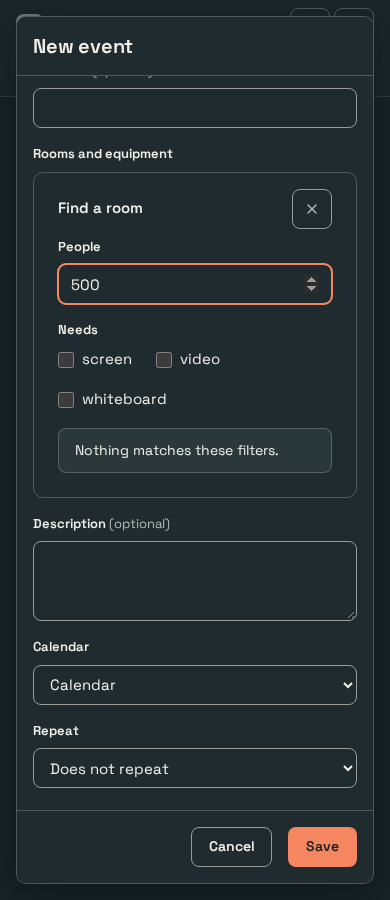 New event
Rooms and equipment
Find a room
People
500
Needs
screen video
whiteboard
Nothing matches these filters.
Description (optional)
Calendar
Calendar
Repeat
Does not repeat
Cancel Save